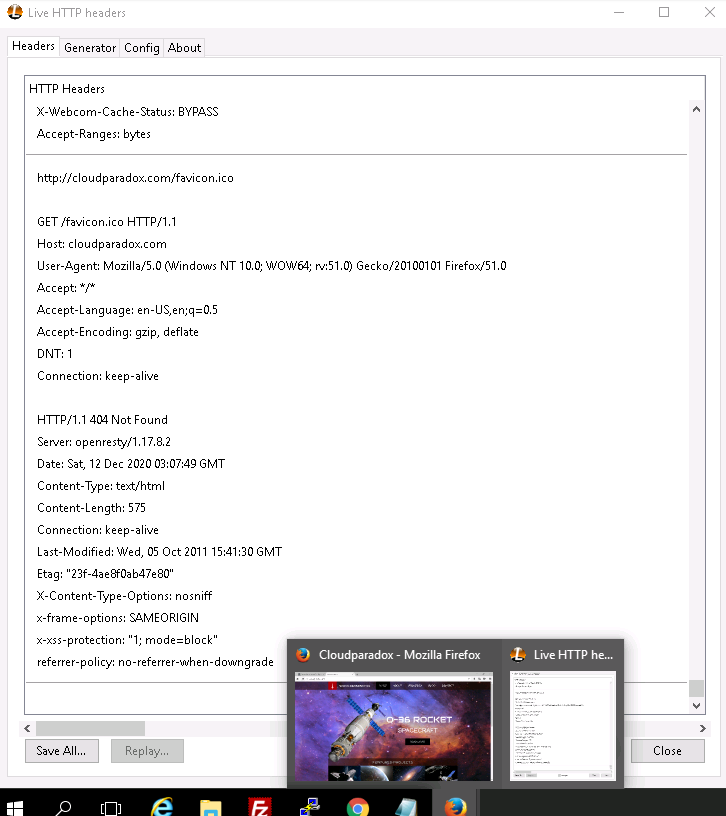 Live HTTP headers
Headers
Generator
Config
About
HTTP Headers
X-Webcom-Cache-Status: BYPASS
Accept-Ranges: bytes
http://cloudparadox.com/favicon.ico
GET /favicon.ico HTTP/1.1
Host: cloudparadox.com
User-Agent: Mozilla/5.0 (Windows NT 10.0; WOW64; rv:51.0) Gecko/20100101 Firefox/51.0
Accept: */*
Accept-Language: en-US,en;q=0.5
Accept-Encoding: gzip, deflate
DNT: 1
Connection: keep-alive
HTTP/1.1 404 Not Found
Server: openresty/1.17.8.2
Date: Sat, 12 Dec 2020 03:07:49 GMT
Content-Type: text/html
Content-Length: 575
Connection: keep-alive
Last-Modified: Wed, 05 Oct 2011 15:41:30 GMT
Etag: "23f-4ae8f0ab47e80"
X-Content-Type-Options: nosniff
x-frame-options: SAMEORIGIN
x-xss-protection: "1; mode=block"
referrer-policy: no-referrer-when-downgrade
Cloudparadox - Mozilla Firefox
Live HTTP he...
Q-36 ROCKET
SPACECRAFT
Save All...
Replay...
Close
Fz